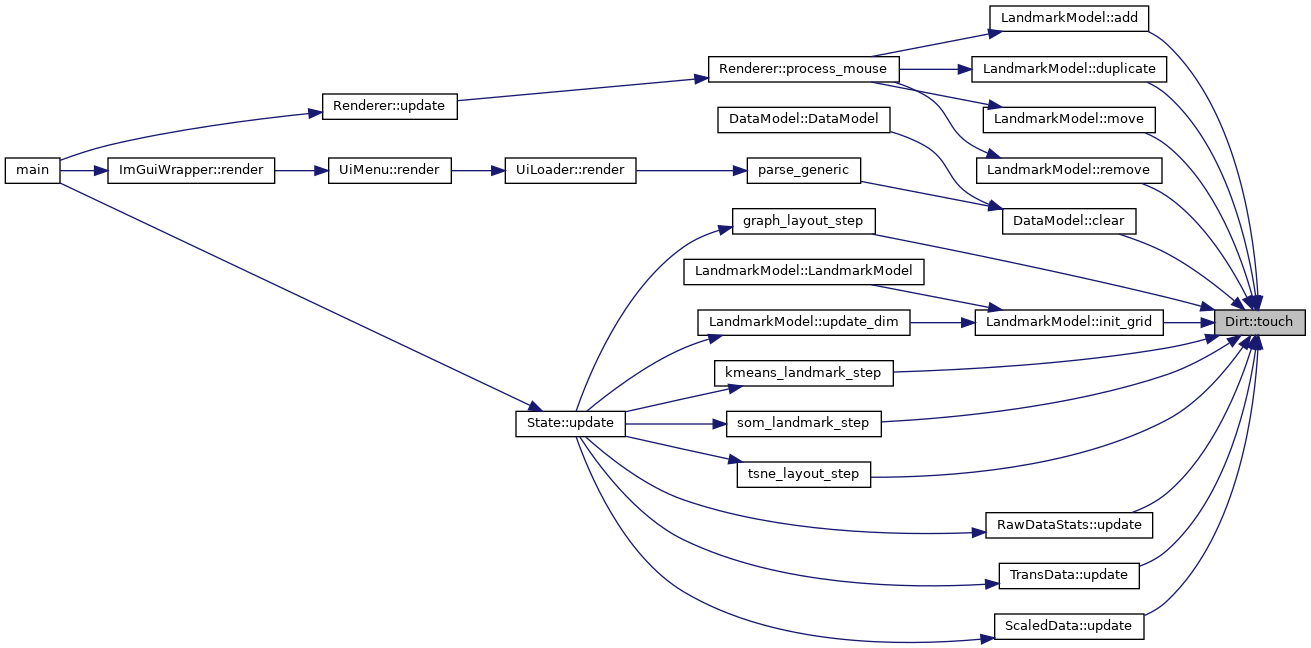 LandmarkModel::add
Renderer::process_mouse
LandmarkModel::duplicate
Renderer::update
DataModel::DataModel
LandmarkModel::move
main
ImGuiWrapper::render
UiMenu::render
UiLoader::render
parse_generic
LandmarkModel::remove
graph_layout_step
DataModel::clear
LandmarkModel::LandmarkModel
LandmarkModel::update_dim
LandmarkModel::init_grid
Dirt::touch
kmeans_landmark_step
State::update
som_landmark_step
tsne_layout_step
RawDataStats::update
TransData::update
ScaledData::update